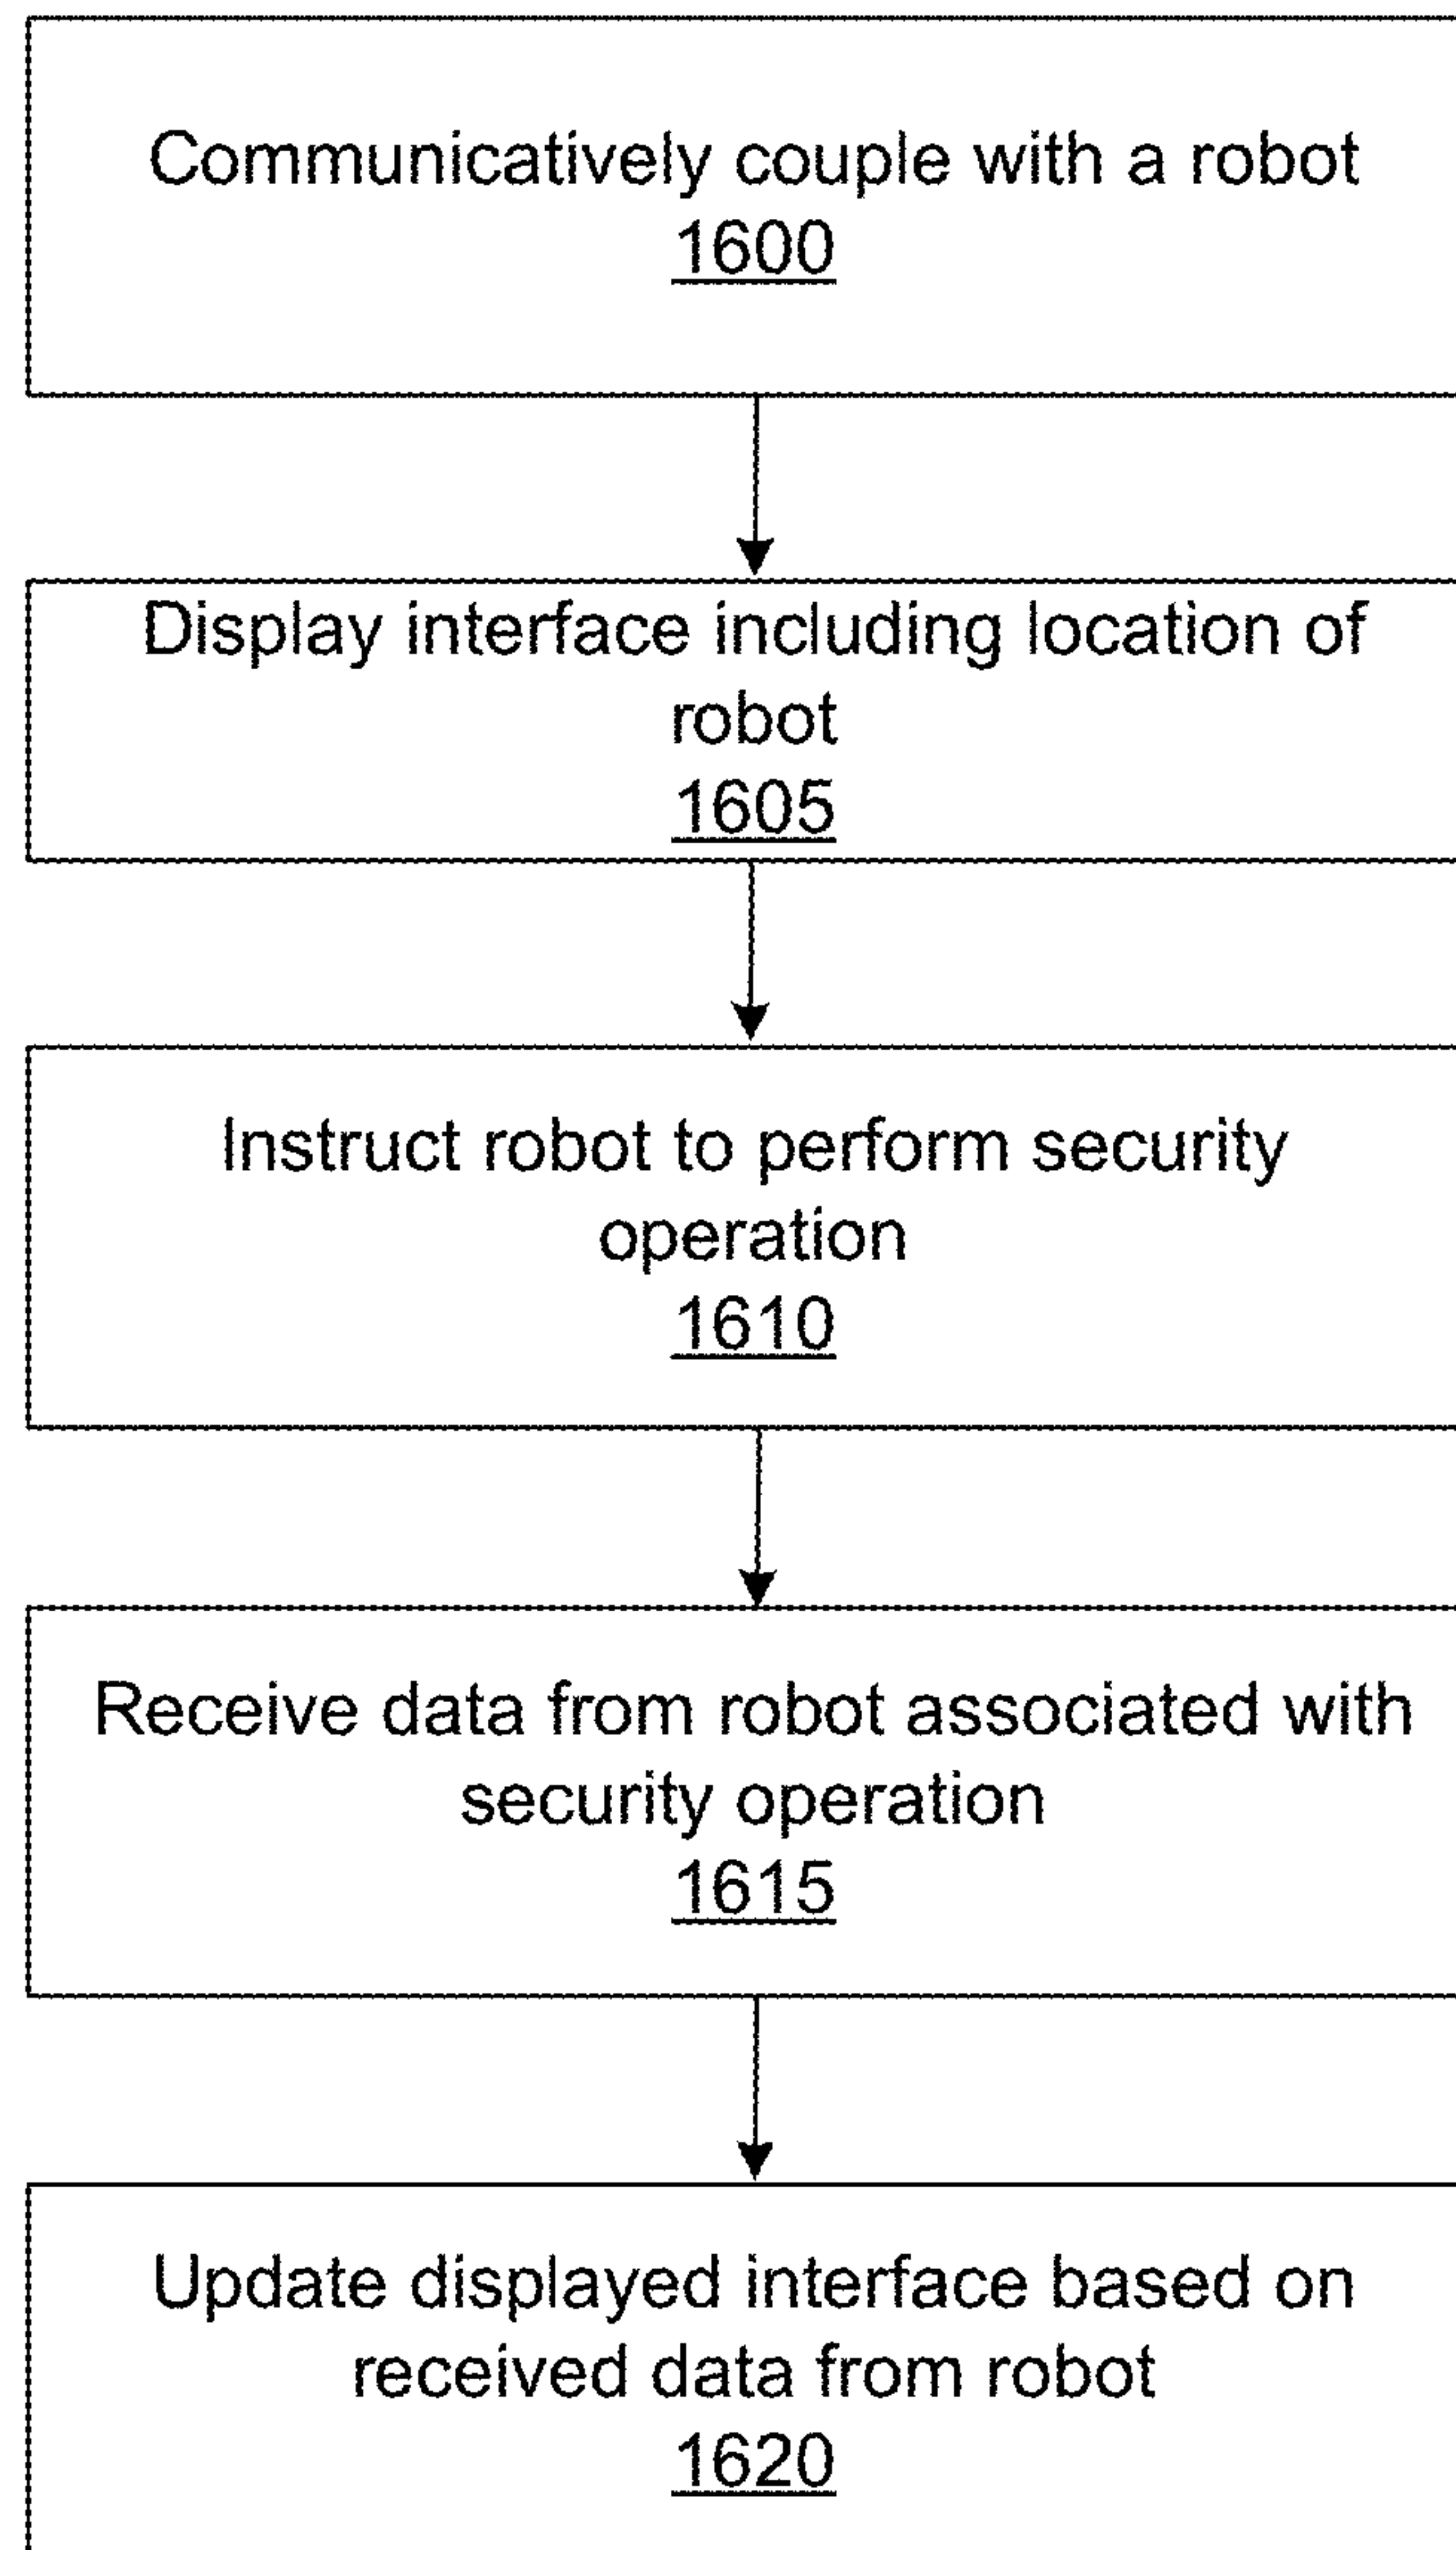 Communicatively couple with a robot
1600
Display interface including location of
robot
1605
Instruct robot to perform security
operation
1610
Receive data from robot associated with
security operation
1615
Update displayed interface based on
received data from robot
1620